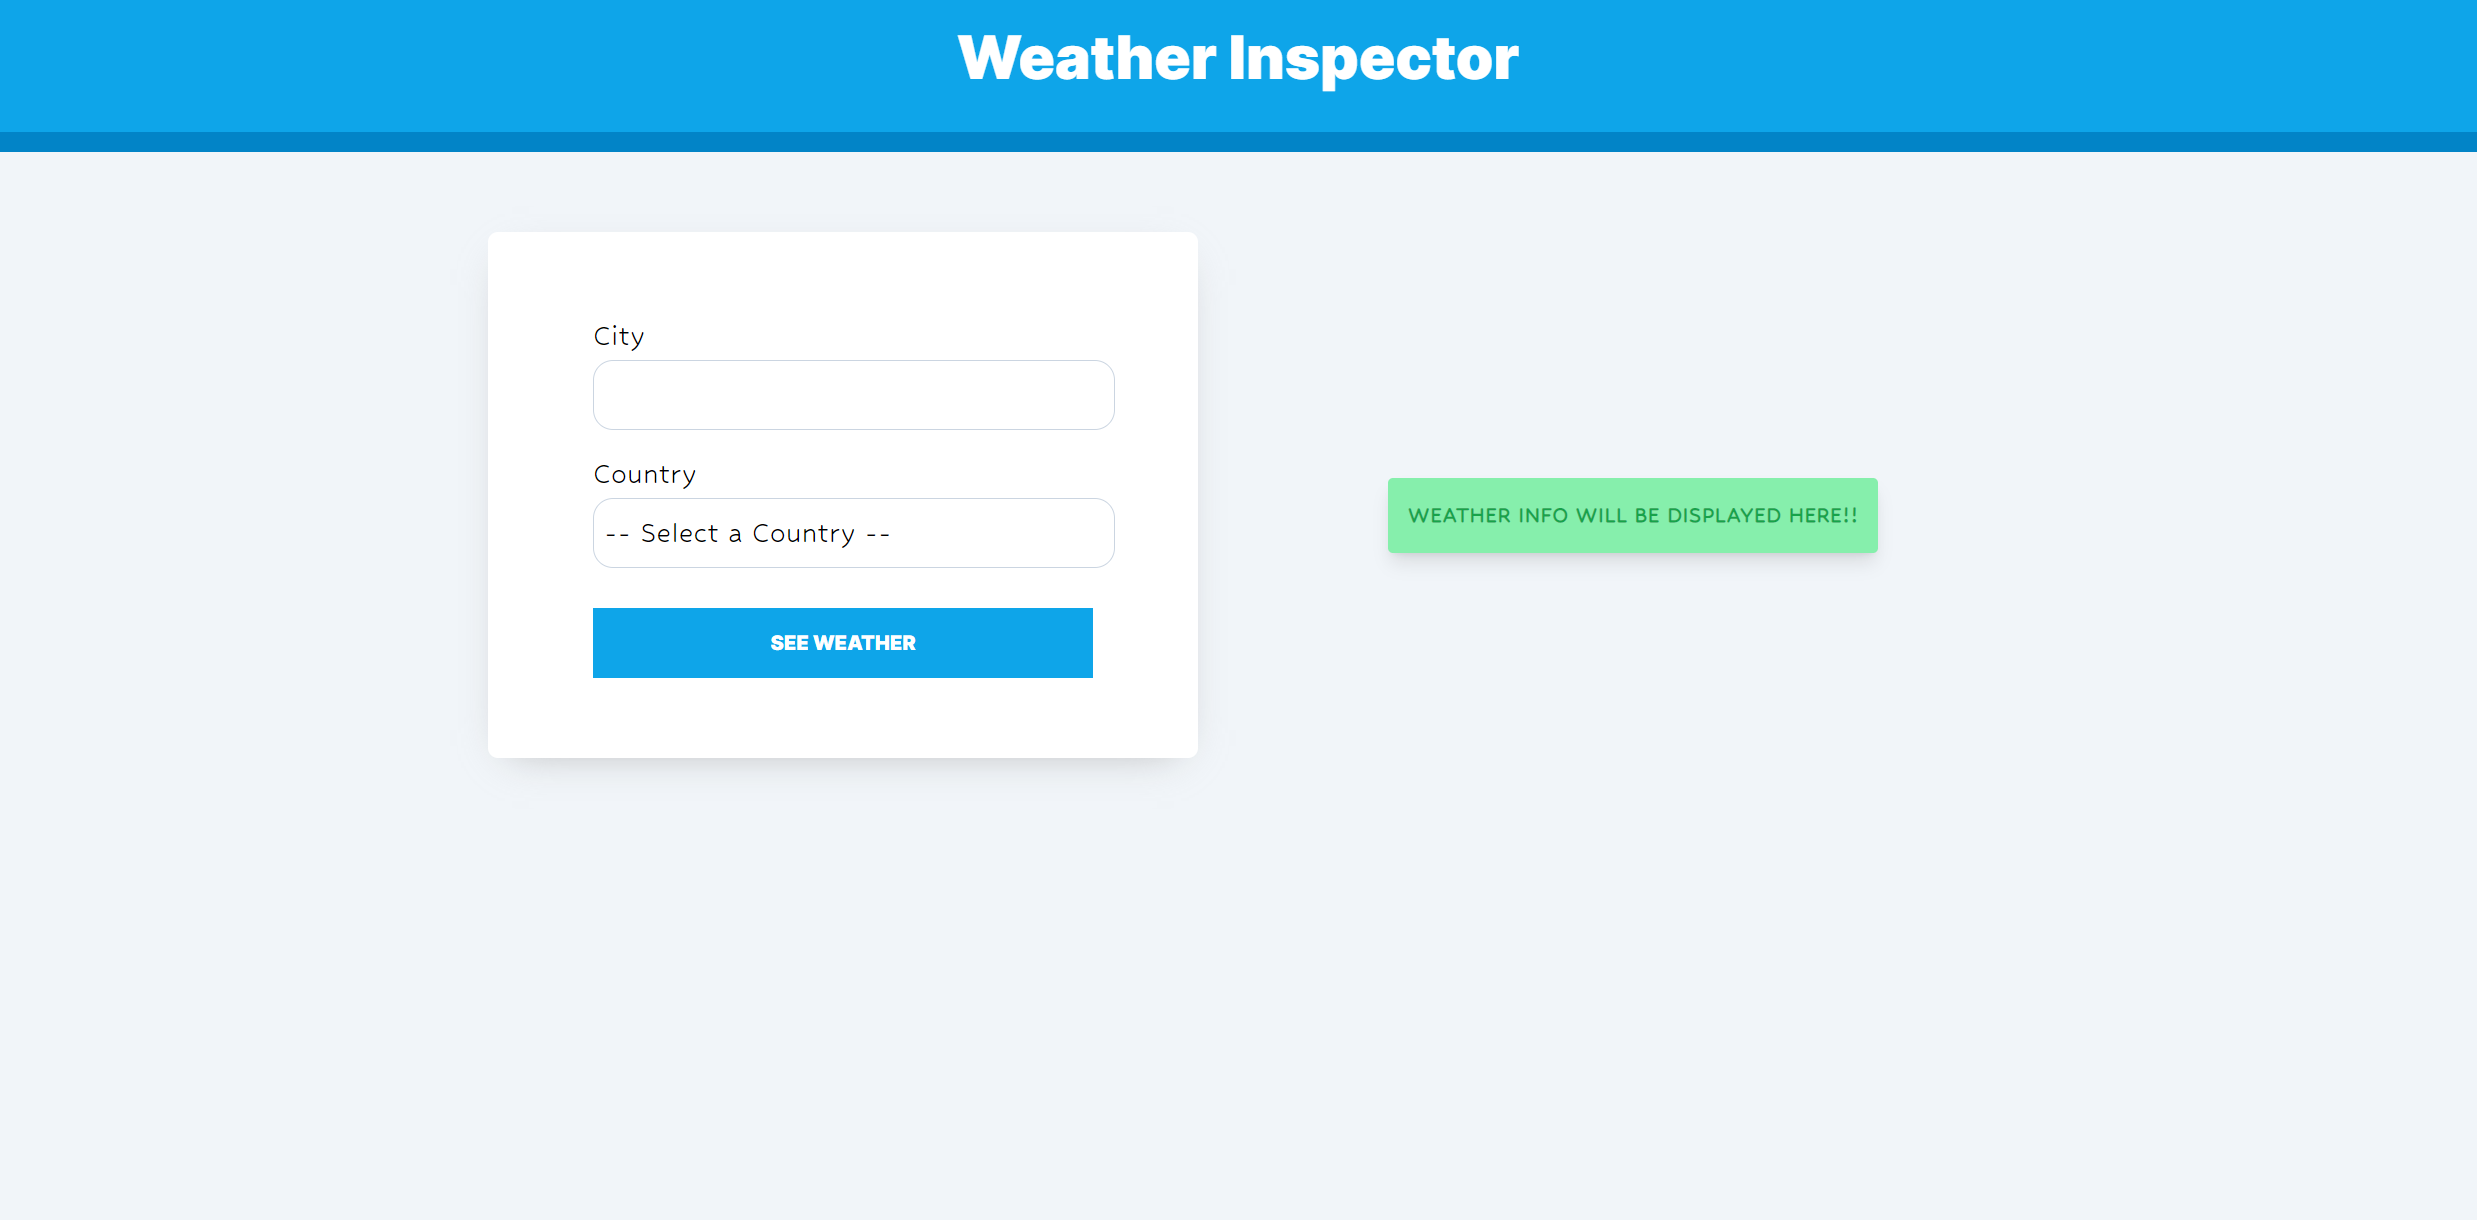 Weather Inspector
City
Country
-- Select a Country --
SEE WEATHER
WEATHER INFO WILL BE DISPLAYED HERE!!